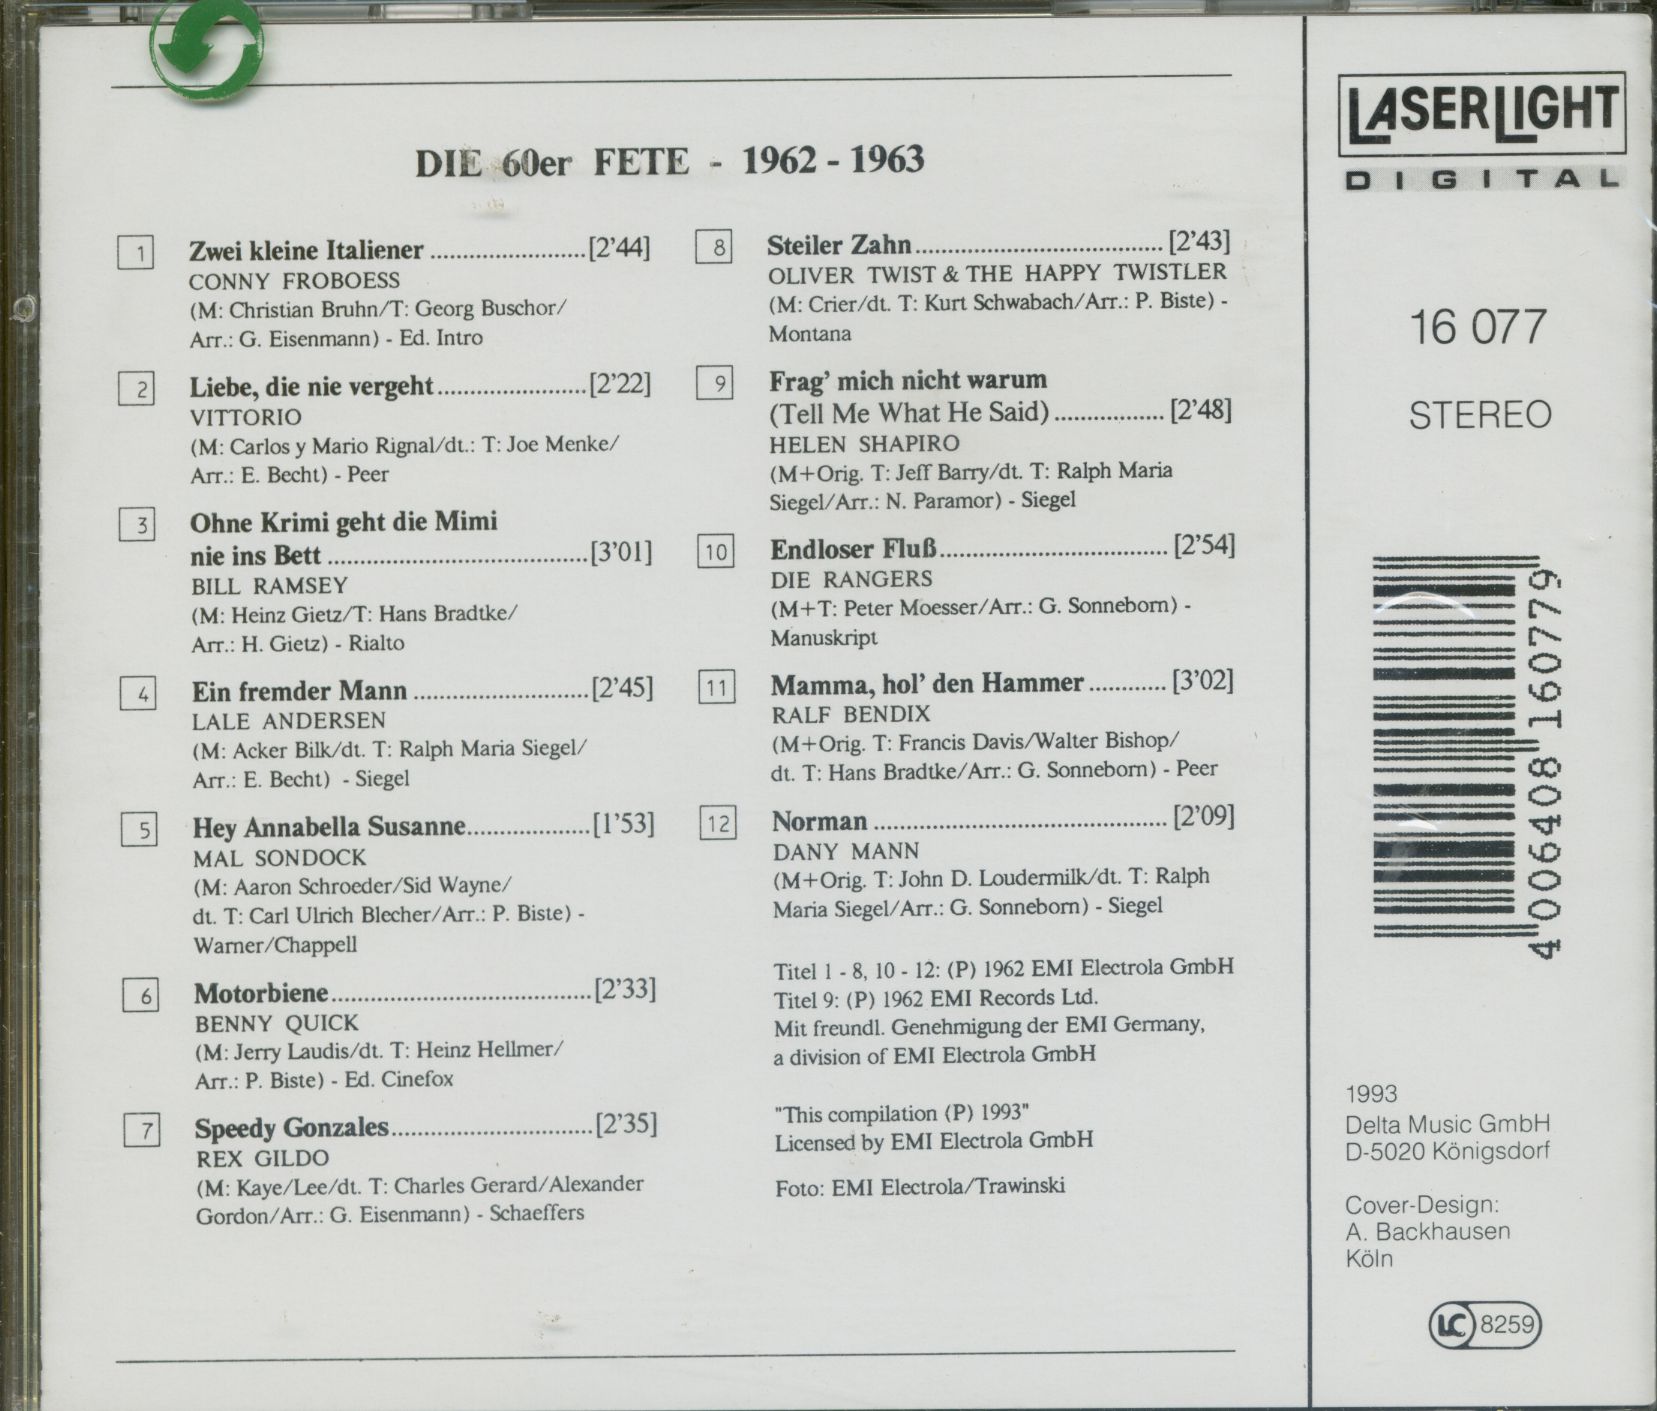 DIE 60er FETE - 1962 - 1963
1 Zwei kleine Italiener ....................... [2'44]
CONNY FROBOESS
(M: Christian Bruhn/T: Georg Buschor/
Arr.: G. Eisenmann) - Ed. Intro
2 Liebe, die nie vergeht ...................... [2'22]
VITTORIO
(M: Carlos y Mario Rignal/dt.: T: Joe Menke/
Arr.: E. Becht) - Peer
3 Ohne Krimi geht die Mimi
nie ins Bett ....................................... [3'01]
BILL RAMSEY
(M: Heinz Gietz/T: Hans Bradtke/
Arr.: H. Gietz) - Rialto
4 Ein fremder Mann .......................... [2'45]
LALE ANDERSEN
(M: Acker Bilk/dt. T: Ralph Maria Siegel/
Arr.: E. Becht) - Siegel
5 Hey Annabella Susanne.................. [1'53]
MAL SONDOCK
(M: Aaron Schroeder/Sid Wayne/
dt. T: Carl Ulrich Blecher/Arr.: P. Biste) -
Warner/Chappell
6 Motorbiene....................................... [2'33]
BENNY QUICK
(M: Jerry Laudis/dt. T: Heinz Hellmer/
Arr.: P. Biste) - Ed. Cinefox
7 Speedy Gonzales.............................. [2'35]
REX GILDO
(M: Kaye/Lee/dt. T: Charles Gerard/Alexander
Gordon/Arr.: G. Eisenmann) - Schaeffers
8 Steiler Zahn ..................................... [2'43]
OLIVER TWIST & THE HAPPY TWISTLER
(M: Crier/dt. T: Kurt Schwabach/Arr.: P. Biste) -
Montana
9 Frag' mich nicht warum
(Tell Me What He Said) ................ [2'48]
HELEN SHAPIRO
(M+Orig. T: Jeff Barry/dt. T: Ralph Maria
Siegel/Arr.: N. Paramor) - Siegel
10 Endloser Fluß.................................. [2'54]
DIE RANGERS
(M+T: Peter Moesser/Arr.: G. Sonneborn) -
Manuskript
11 Mamma, hol' den Hammer ............ [3'02]
RALF BENDIX
(M+Orig. T: Francis Davis/Walter Bishop/
dt. T: Hans Bradtke/Arr.: G. Sonneborn) - Peer
12 Norman ............................................ [2'09]
DANY MANN
(M+Orig. T: John D. Loudermilk/dt. T: Ralph
Maria Siegel/Arr.: G. Sonneborn) - Siegel
Titel 1 - 8, 10 - 12: (P) 1962 EMI Electrola GmbH
Titel 9: (P) 1962 EMI Records Ltd.
Mit freundl. Genehmigung der EMI Germany,
a division of EMI Electrola GmbH
"This compilation (P) 1993"
Licensed by EMI Electrola GmbH
Foto: EMI Electrola/Trawinski
LASERLIGHT
DIGITAL
16 077
STEREO
4 006408 160779
1993
Delta Music GmbH
D-5020 Königsdorf
Cover-Design:
A. Backhausen
Köln
LC 8259